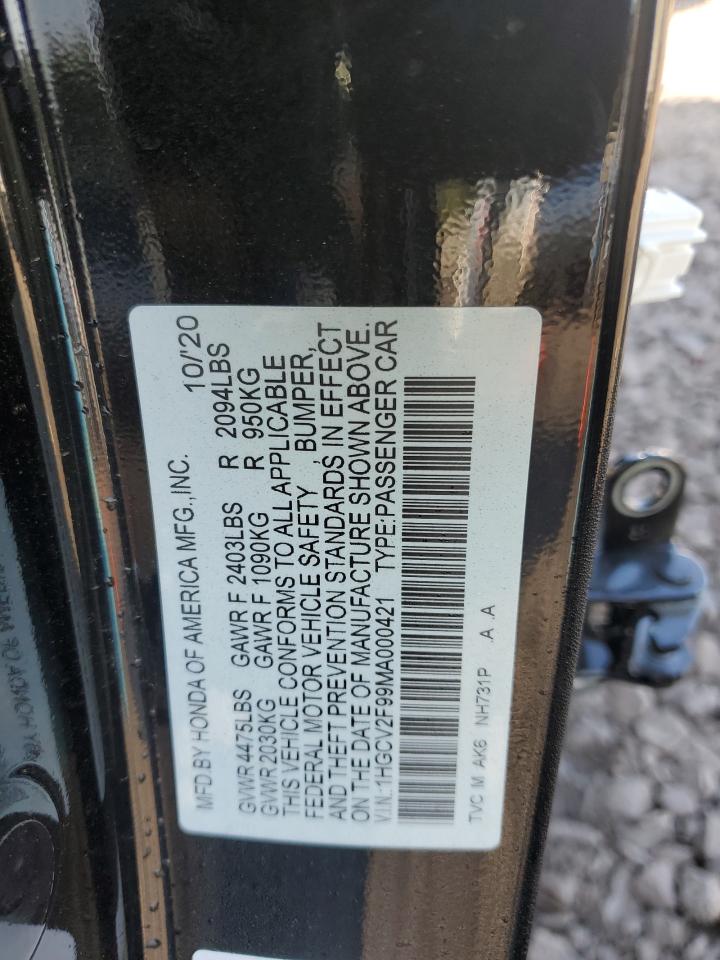 MFD.BY HONDA OF AMERICA MFG.,INC. 10/'20
GVWR 4475LBS GAWR F 2403LBS R 2094LBS
GVWR 2030KG GAWR F 1090KG R 950KG
THIS VEHICLE CONFORMS TO ALL APPLICABLE
FEDERAL MOTOR VEHICLE SAFETY, BUMPER,
AND THEFT PREVENTION STANDARDS IN EFFECT
ON THE DATE OF MANUFACTURE SHOWN ABOVE.
V.I.N.:1HGCV2F99MA000421 TYPE:PASSENGER CAR
TVC M AK6 NH731P A .A